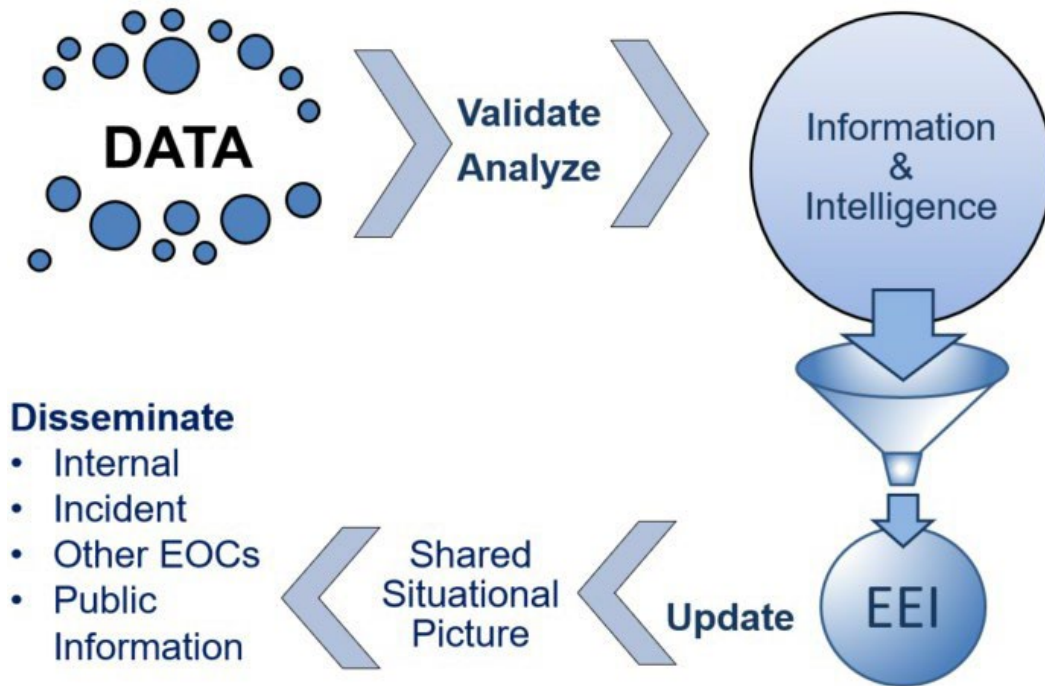 DATA
Validate
Analyze
Information
&
Intelligence
EEI
Update
Shared
Situational
Picture
Disseminate
• Internal
• Incident
• Other EOCs
• Public
Information